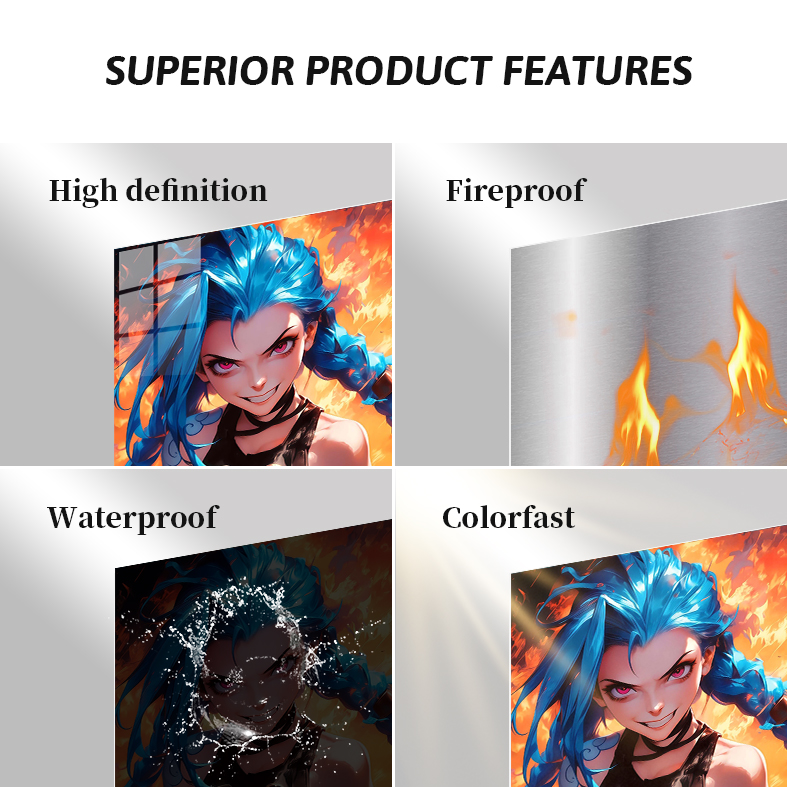 SUPERIOR PRODUCT FEATURES
High definition
Fireproof
Waterproof
Colorfast